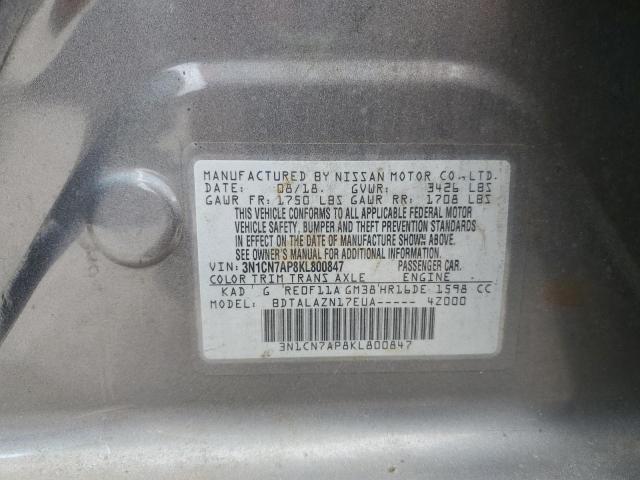 MANUFACTURED BY NISSAN MOTOR CO., LTD.
DATE: 08/18. GVWR: 3426 LBS
GAWR FR: 1750 LBS GAWR RR: 1708 LBS
THIS VEHICLE CONFORMS TO ALL APPLICABLE FEDERAL MOTOR
VEHICLE SAFETY, BUMPER AND THEFT PREVENTION STANDARDS
IN EFFECT ON THE DATE OF MANUFACTURE SHOWN ABOVE.
SEE OWNER'S MANUAL FOR ADDITIONAL INFORMATION.
VIN: 3N1CN7AP8KL800847 PASSENGER CAR.
COLOR TRIM TRANS AXLE ENGINE
KAD G RE0F11A GM38 HR16DE 1598 CC
MODEL: BDTALAZN17EUA----- 4Z000
3N1CN7AP8KL800847